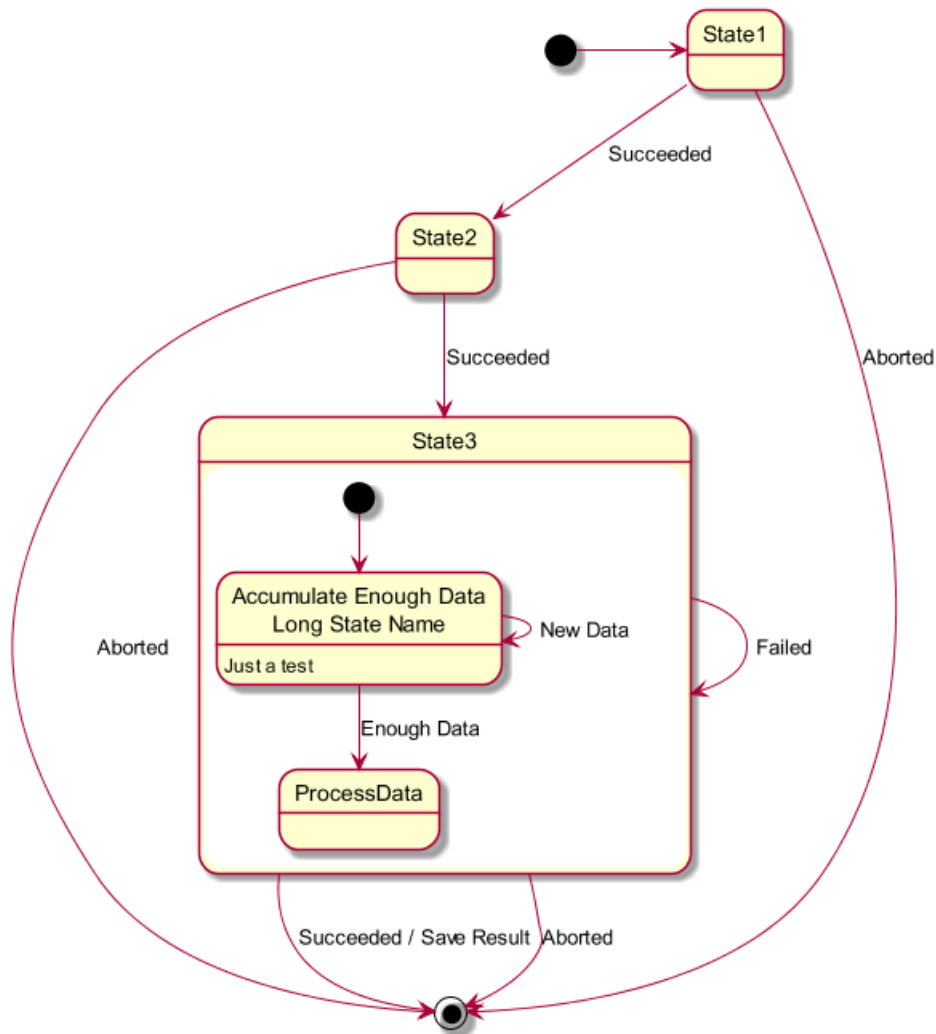 State1
Succeeded
State2
Succeeded
Aborted
State3
Accumulate Enough Data
Long State Name
New Data
Just a test
Aborted
Failed
Enough Data
ProcessData
Succeeded / Save Result
Aborted